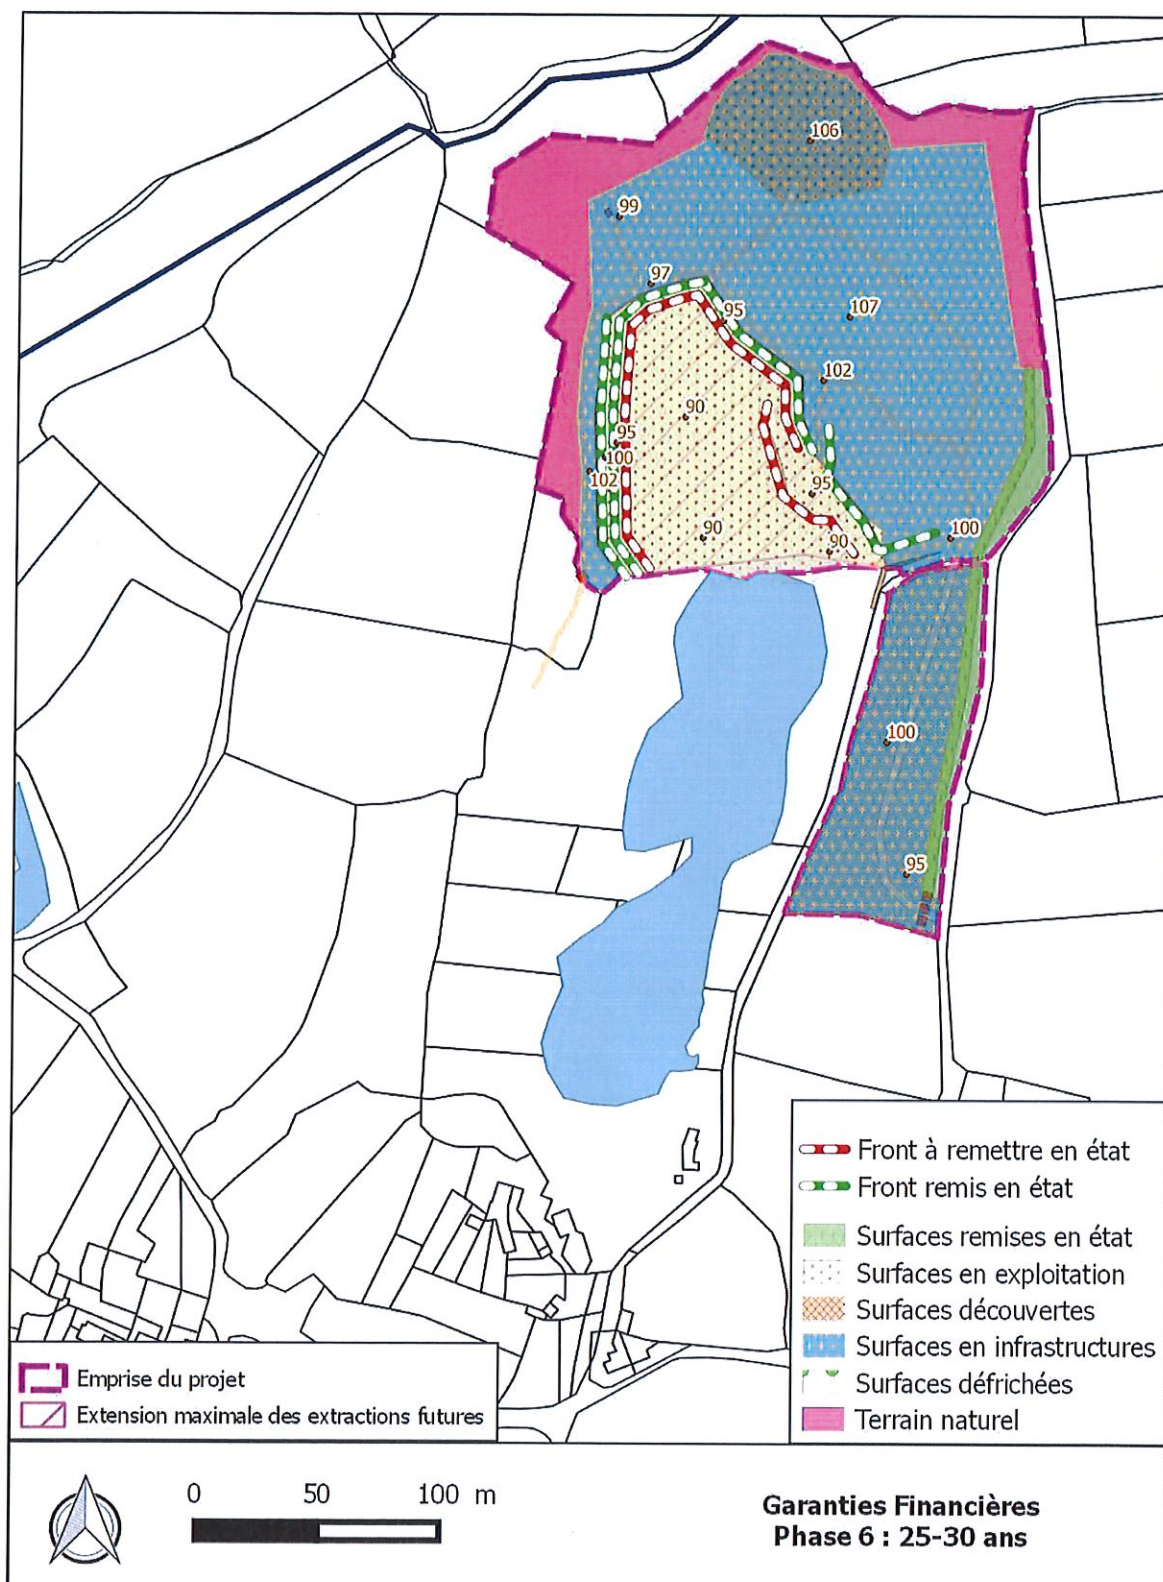 106
99
97
95
107
102
90
95
100
102
95
90
90
100
100
95
Front à remettre en état
Front remis en état
Surfaces remises en état
Surfaces en exploitation
Surfaces découvertes
Surfaces en infrastructures
Surfaces défrichées
Terrain naturel
Emprise du projet
Extension maximale des extractions futures
0 50 100 m
Garanties Financières
Phase 6 : 25-30 ans